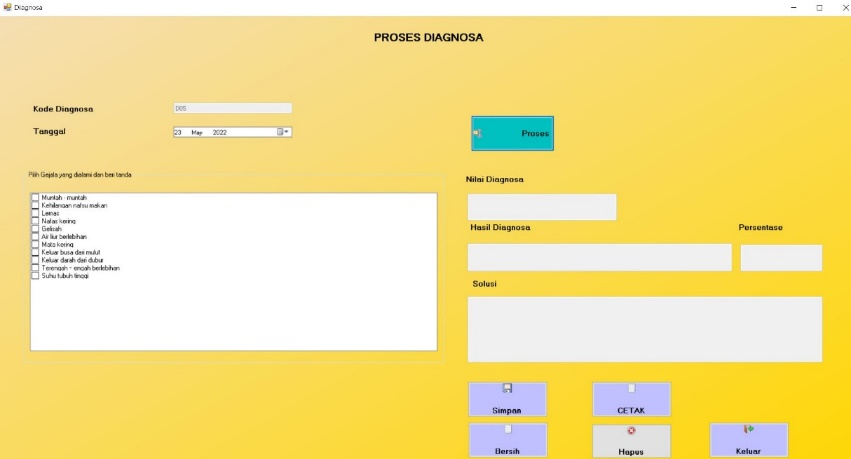 Diagnosa
PROSES DIAGNOSA
Kode Diagnosa
D05
Tanggal
23 May 2022
Proses
Pilih Gejala yang dialami dan beri tanda
Muntah - muntah
Kehilangan nafsu makan
Lemas
Nafas kering
Gelisah
Air liur berlebihan
Mata kering
Keluar busa dari mulut
Keluar darah dari dubur
Terengah - engah berlebihan
Suhu tubuh tinggi
Nilai Diagnosa
Hasil Diagnosa
Persentase
Solusi
Simpan
CETAK
Bersih
Hapus
Keluar